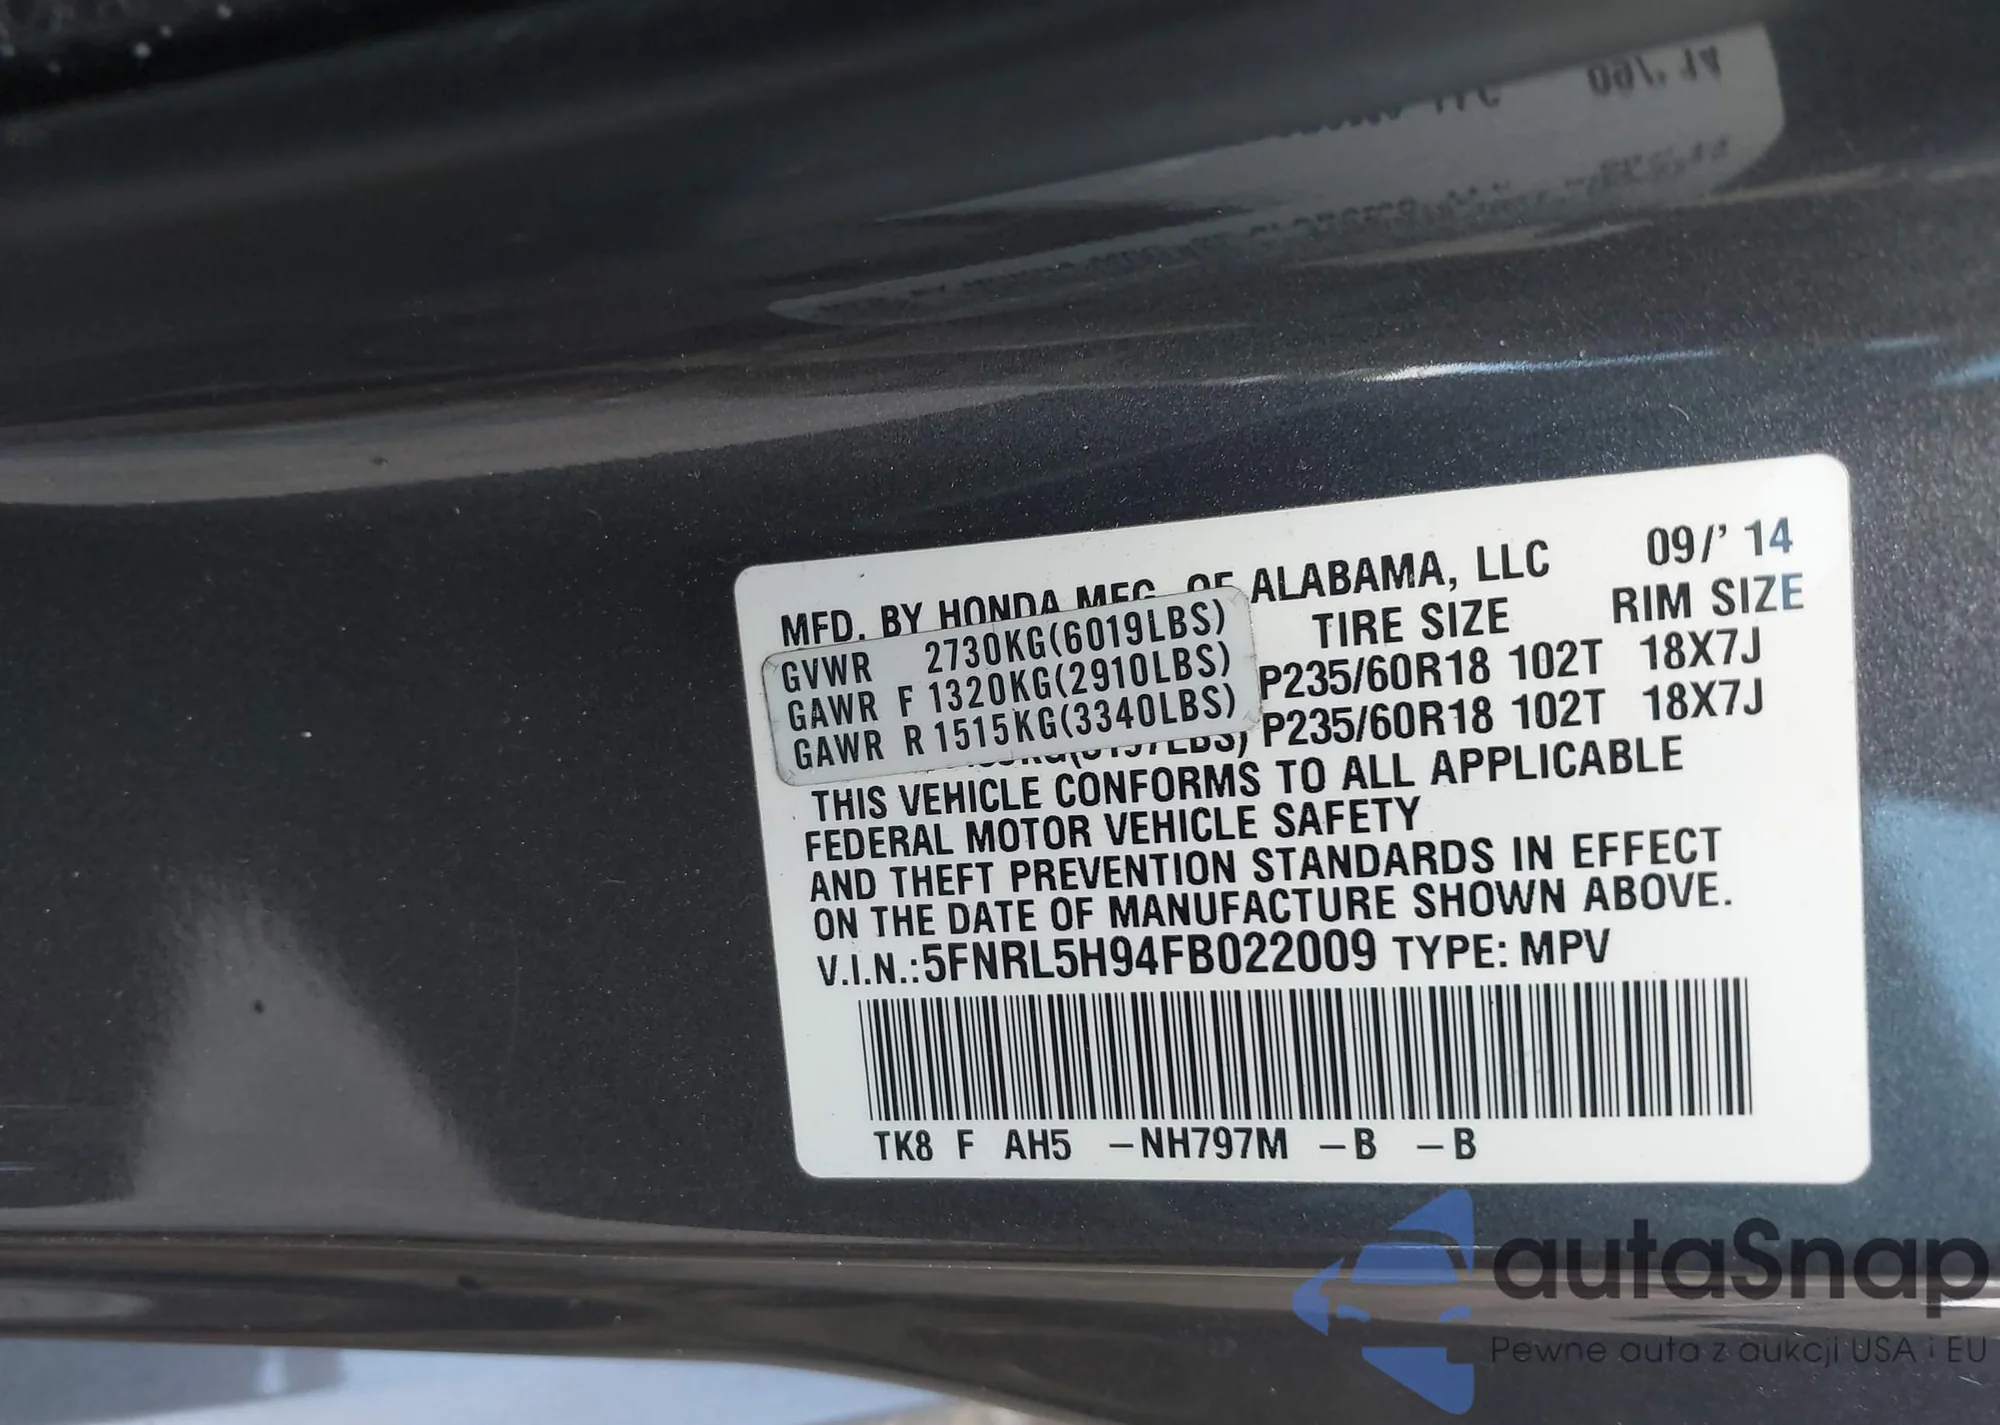 MFD. BY HONDA MFG. OF ALABAMA, LLC 09/' 14
TIRE SIZE RIM SIZE
GVWR 2730KG(6019LBS)
GAWR F 1320KG(2910LBS) P235/60R18 102T 18X7J
GAWR R 1515KG(3340LBS) P235/60R18 102T 18X7J
THIS VEHICLE CONFORMS TO ALL APPLICABLE
FEDERAL MOTOR VEHICLE SAFETY
AND THEFT PREVENTION STANDARDS IN EFFECT
ON THE DATE OF MANUFACTURE SHOWN ABOVE.
V.I.N.:5FNRL5H94FB022009 TYPE: MPV
TK8 F AH5 –NH797M –B –B
autaSnap
Pewne auta z aukcji USA i EU